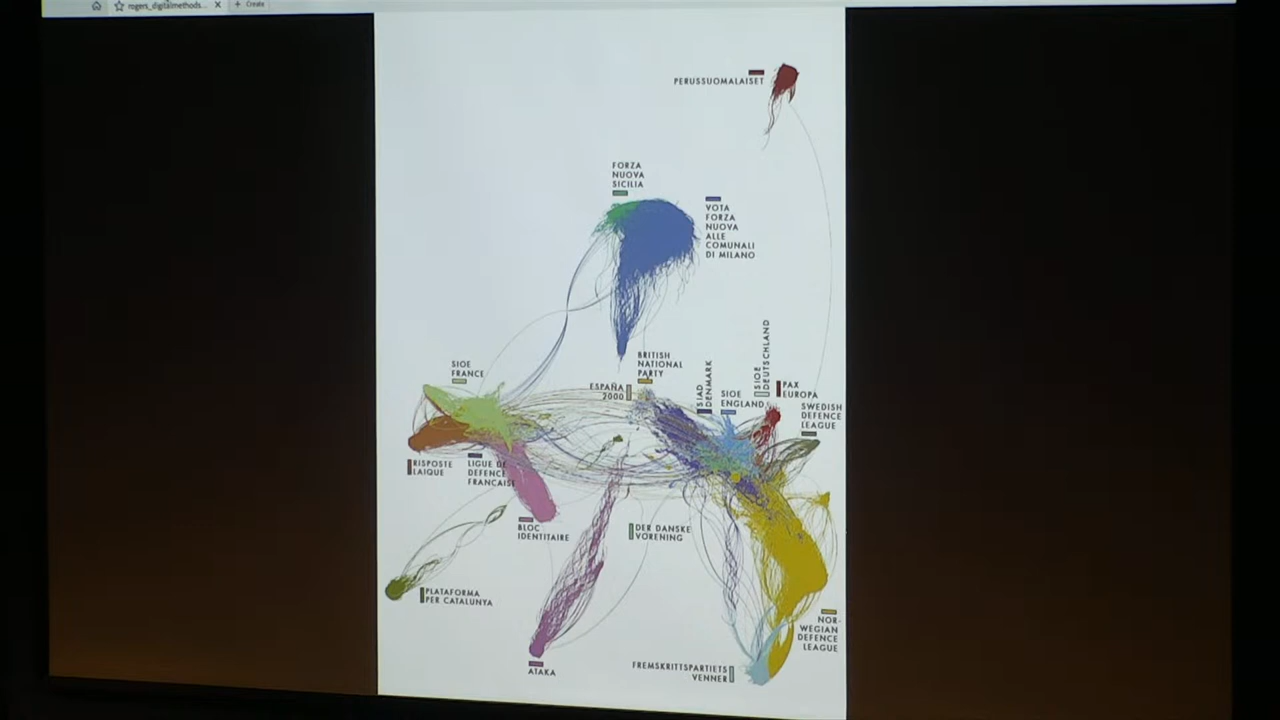 rogers_digitalmethods...
Create
PERUSSUOMALAISET
FORZA
NUOVA
SICILIA
VOTA
FORZA
NUOVA
ALLE
COMUNALI
DI MILANO
SIOE
FRANCE
BRITISH
NATIONAL
PARTY
ESPAÑA
2000
SIAD
DENMARK
SIOE
ENGLAND
SIOE
DEUTSCHLAND
PAX
EUROPA
SWEDISH
DEFENCE
LEAGUE
RISPOSTE
LAIQUE
LIGUE DE
DEFENCE
FRANCAISE
BLOC
IDENTITAIRE
DER DANSKE
VORENING
PLATAFORMA
PER CATALUNYA
NOR-
WEGIAN
DEFENCE
LEAGUE
ATAKA
FREMSKRITTSPARTIETS
VENNER